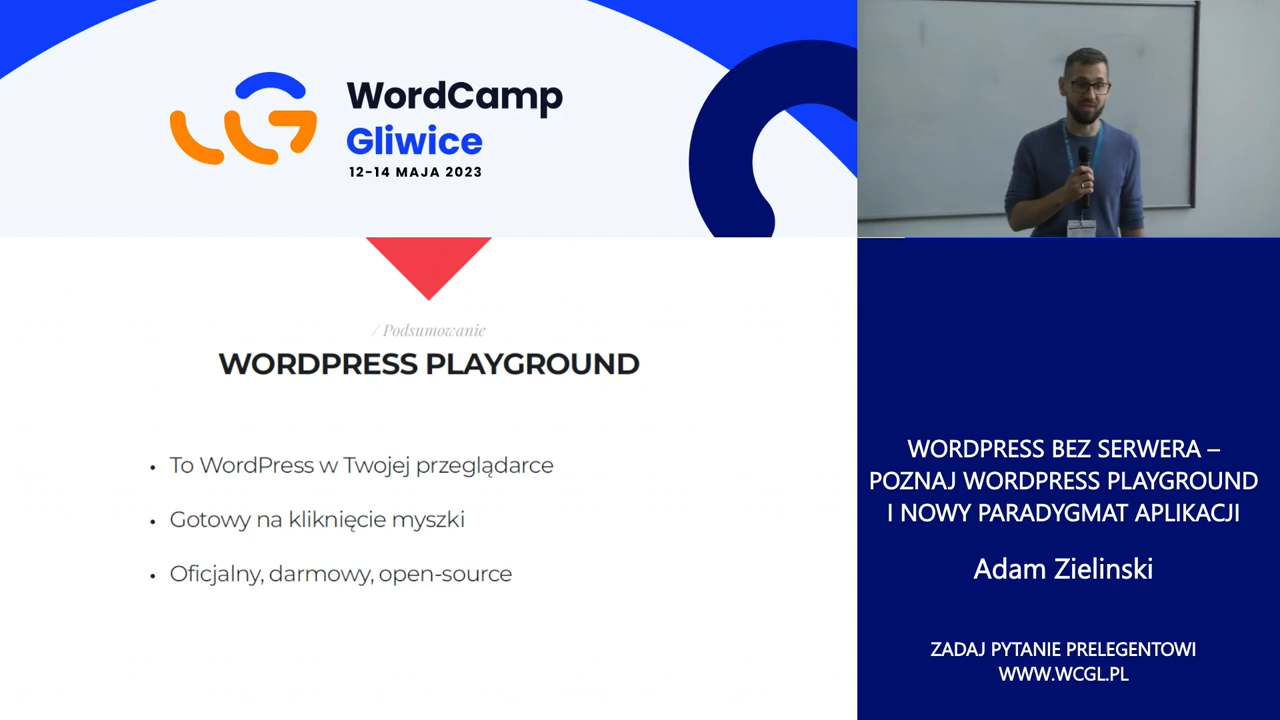 WordCamp
Gliwice
12-14 MAJA 2023
/ Podsumowanie
WORDPRESS PLAYGROUND
• To WordPress w Twojej przeglądarce
• Gotowy na kliknięcie myszki
• Oficjalny, darmowy, open-source
WORDPRESS BEZ SERWERA –
POZNAJ WORDPRESS PLAYGROUND
I NOWY PARADYGMAT APLIKACJI
Adam Zielinski
ZADAJ PYTANIE PRELEGENTOWI
WWW.WCGL.PL